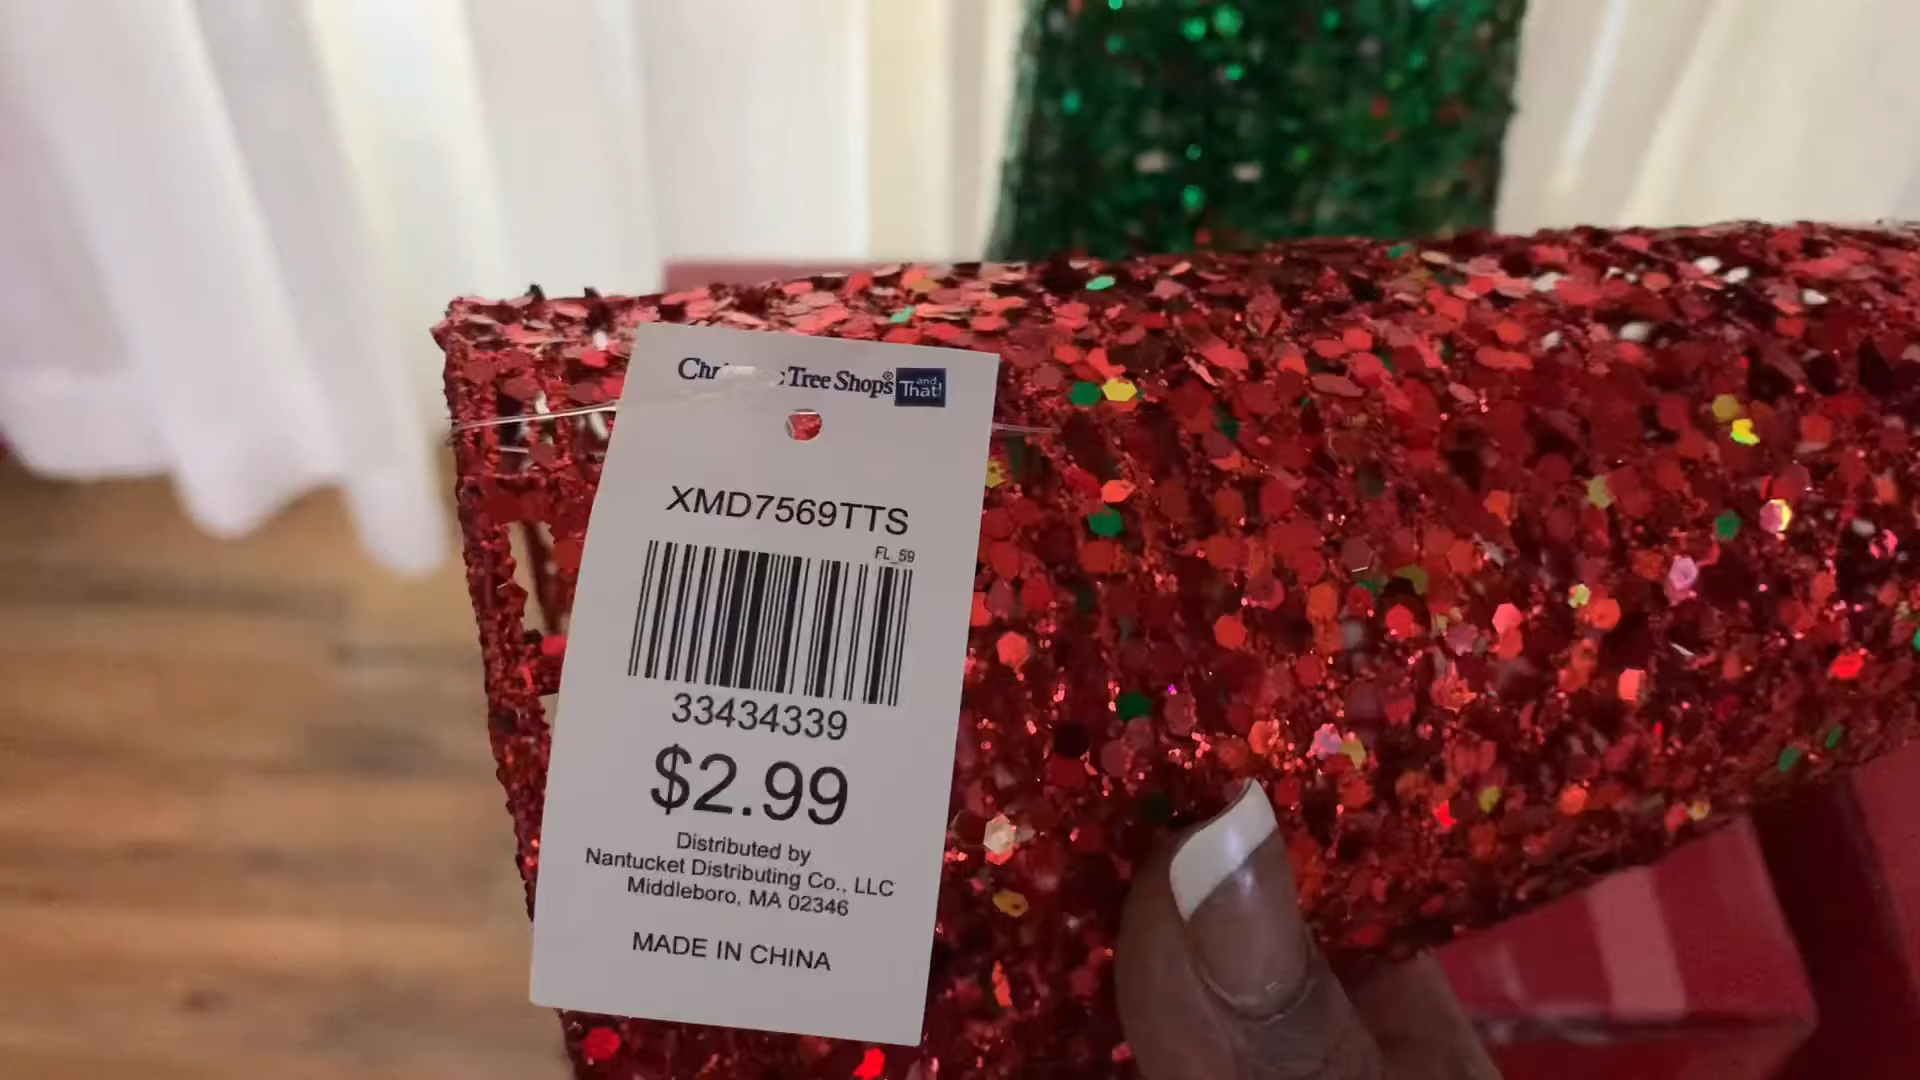 Tree Shops® and That!
XMD7569TTS
FL_59
33434339
$2.99
Distributed by
Nantucket Distributing Co., LLC
Middleboro, MA 02346
MADE IN CHINA